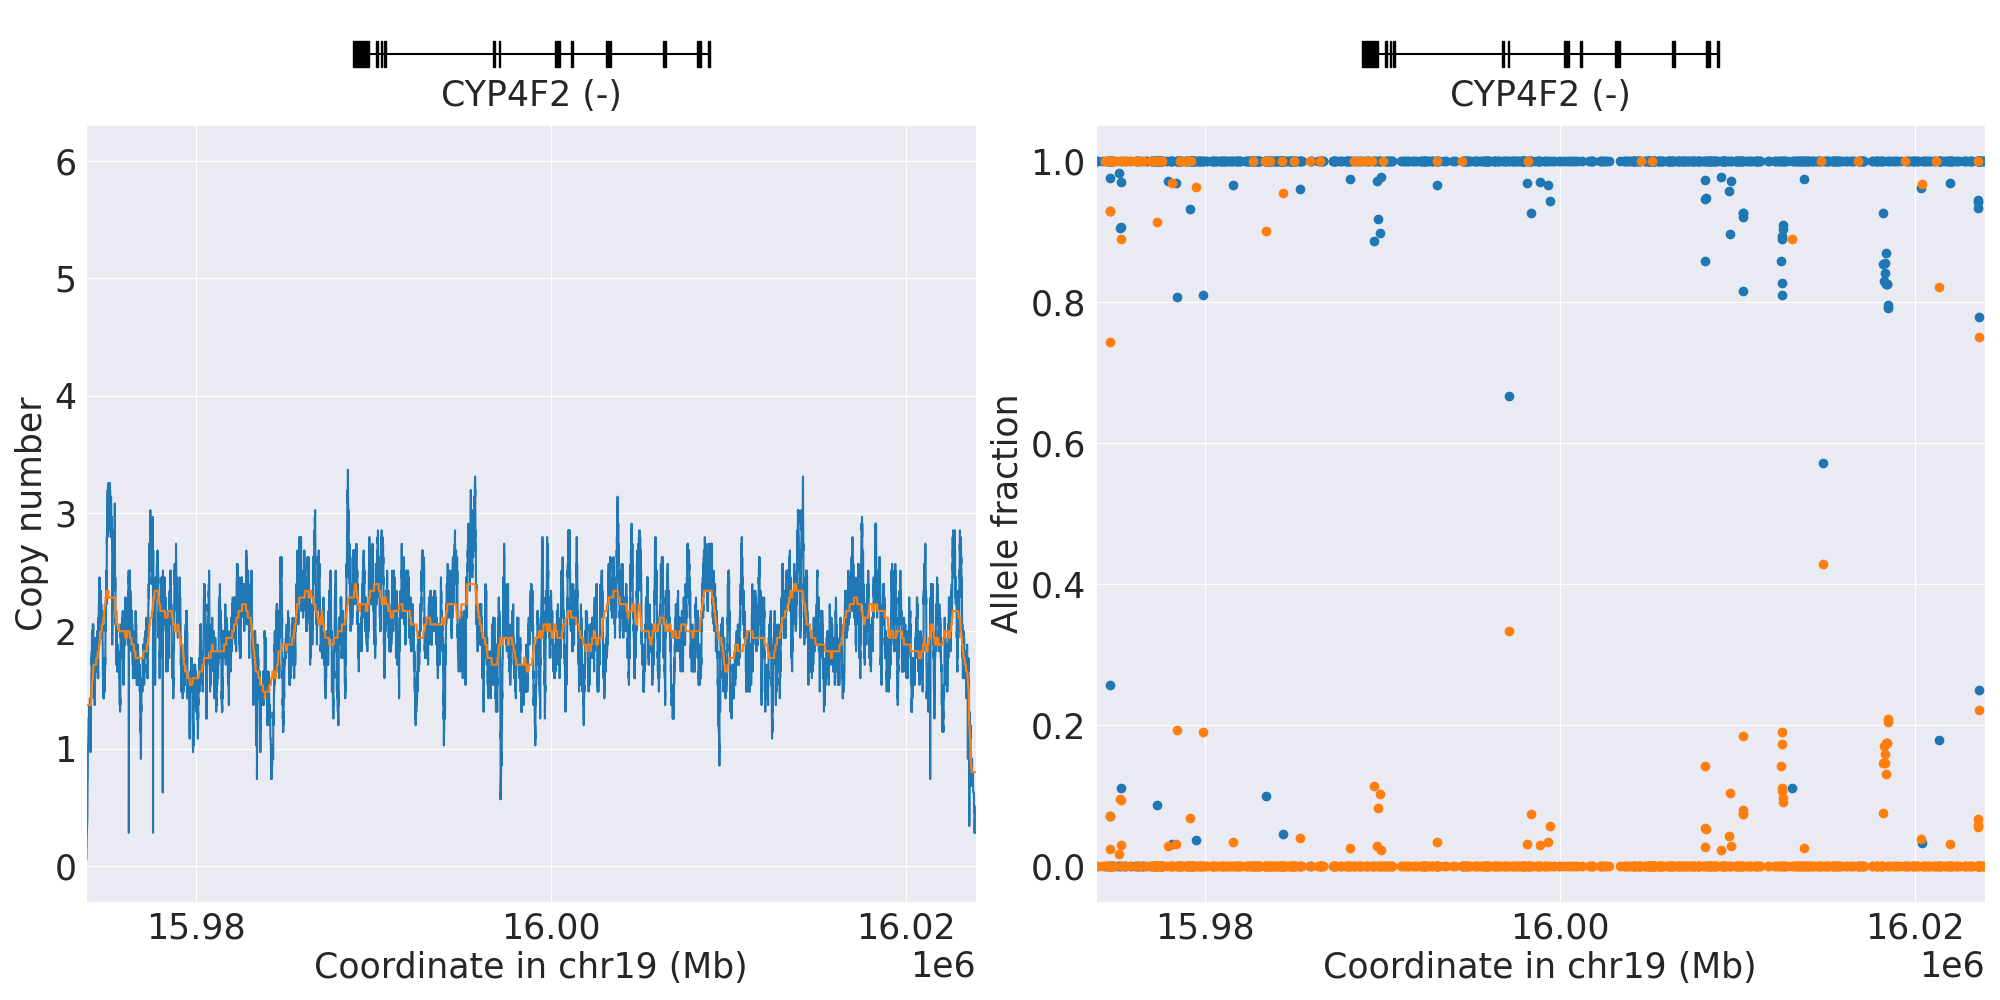 CYP4F2 (-)
6
5
4
3
2
1
0
Copy number
15.98
16.00
16.02
Coordinate in chr19 (Mb)
1e6
CYP4F2 (-)
1.0
0.8
0.6
0.4
0.2
0.0
Allele fraction
15.98
16.00
16.02
Coordinate in chr19 (Mb)
1e6